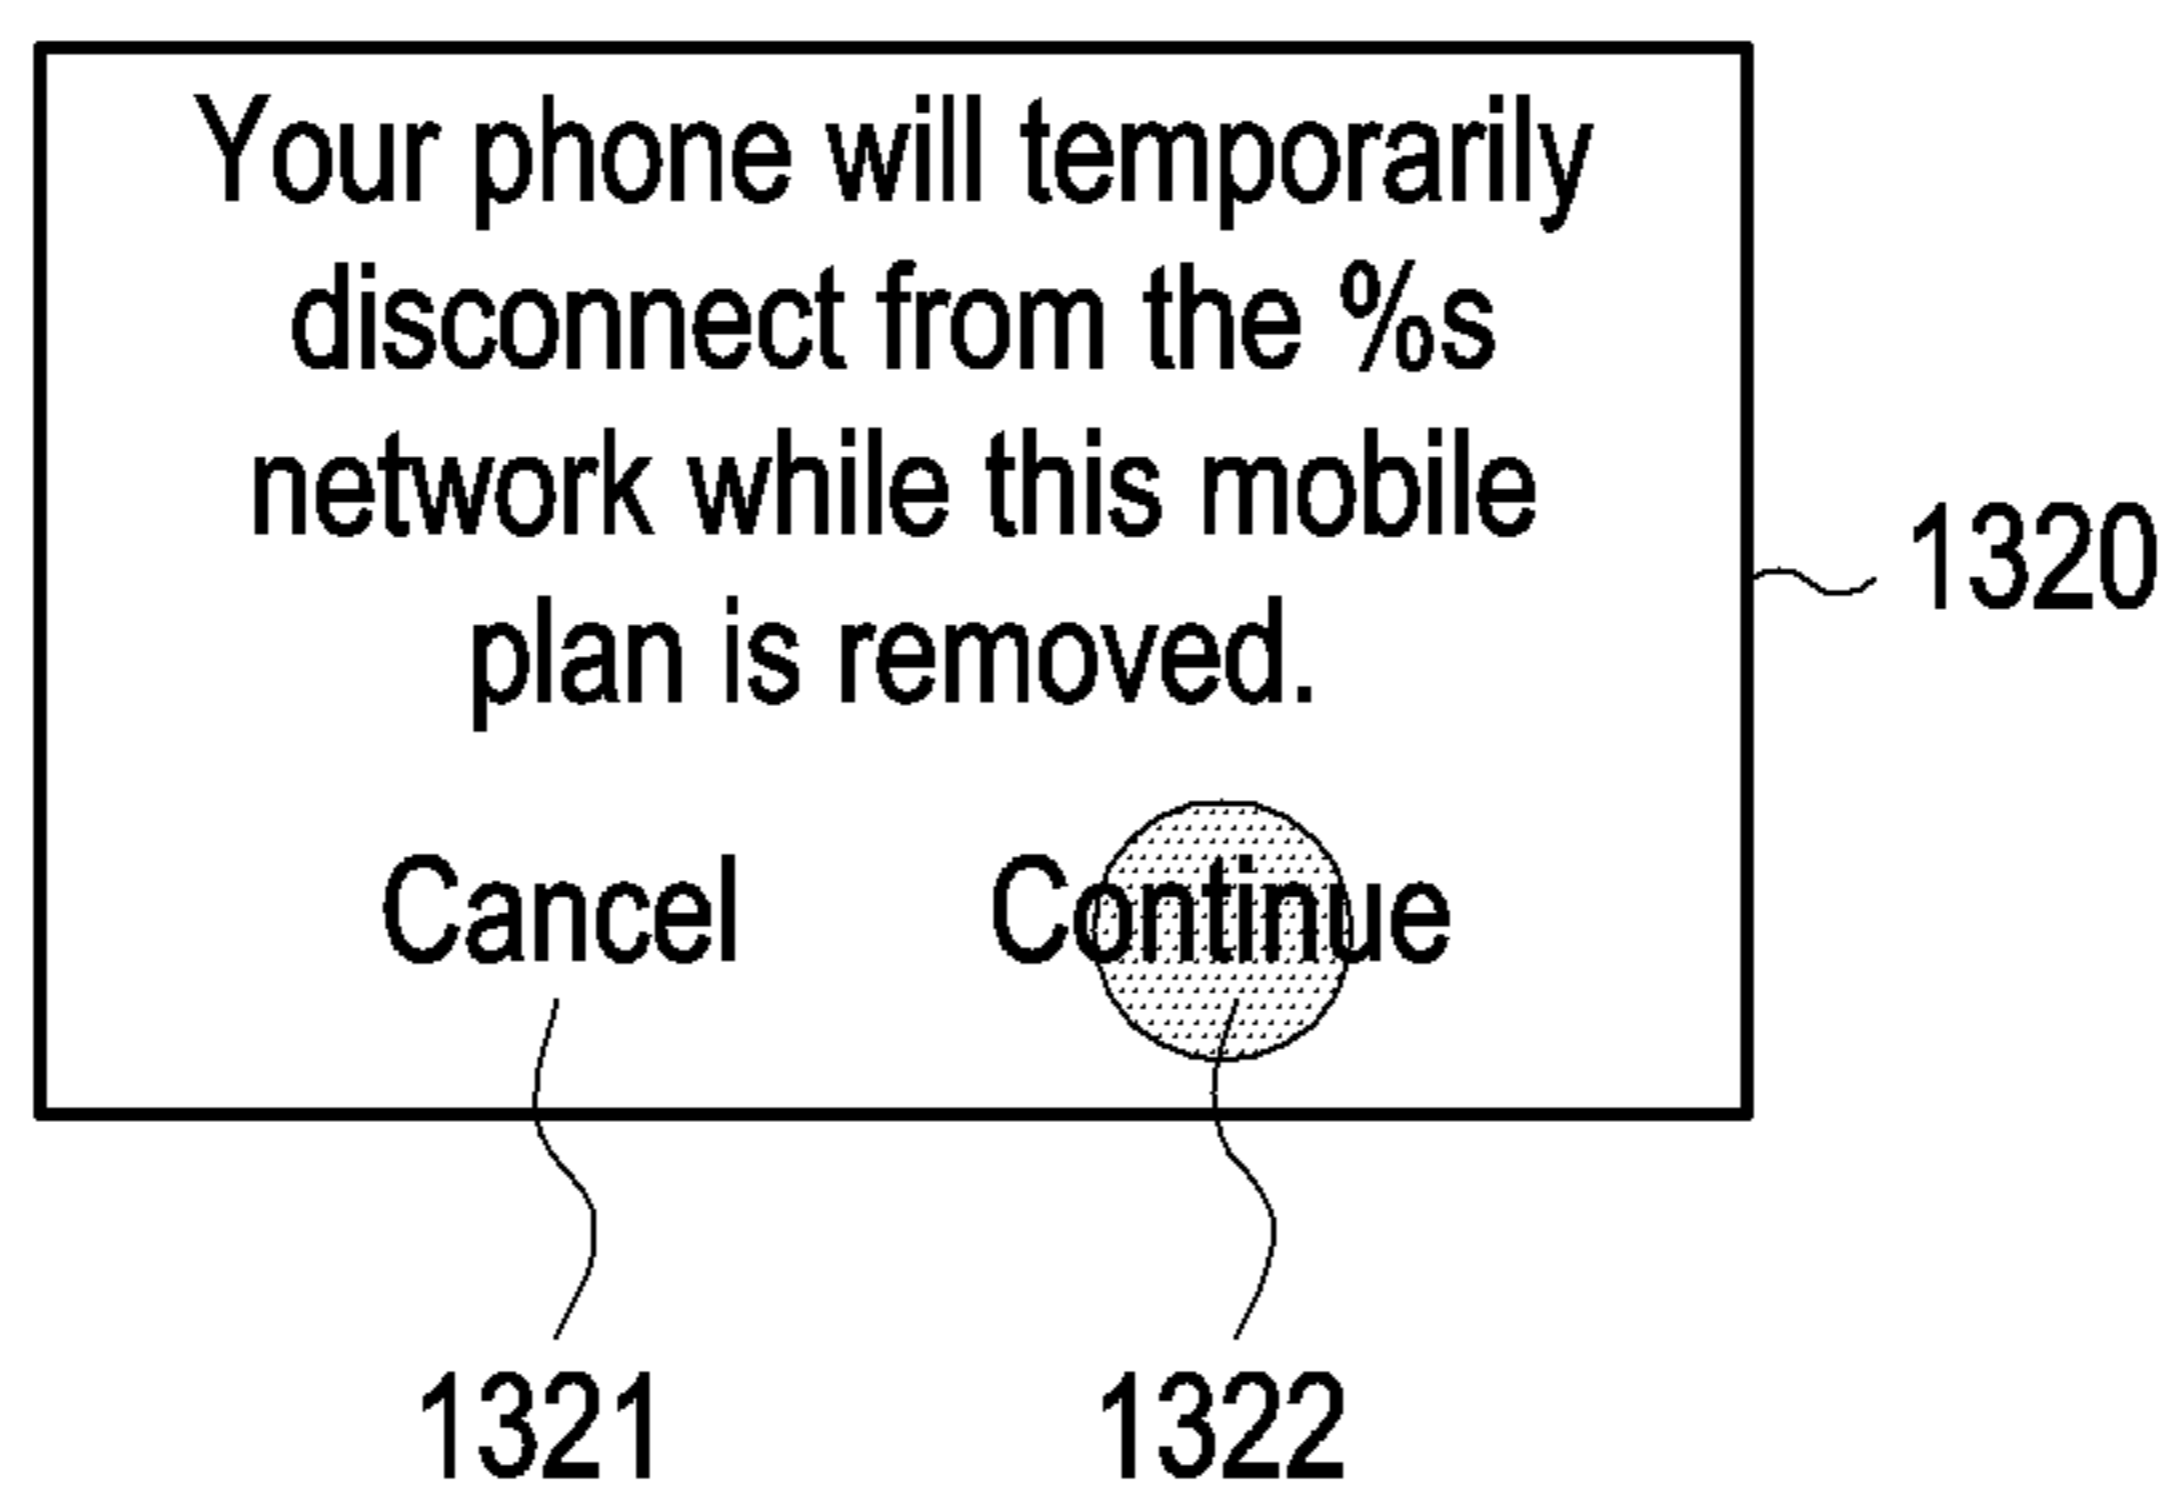 Your phone will temporarily
disconnect from the %s
network while this mobile
plan is removed.
1320
Cancel Continue
1321 1322